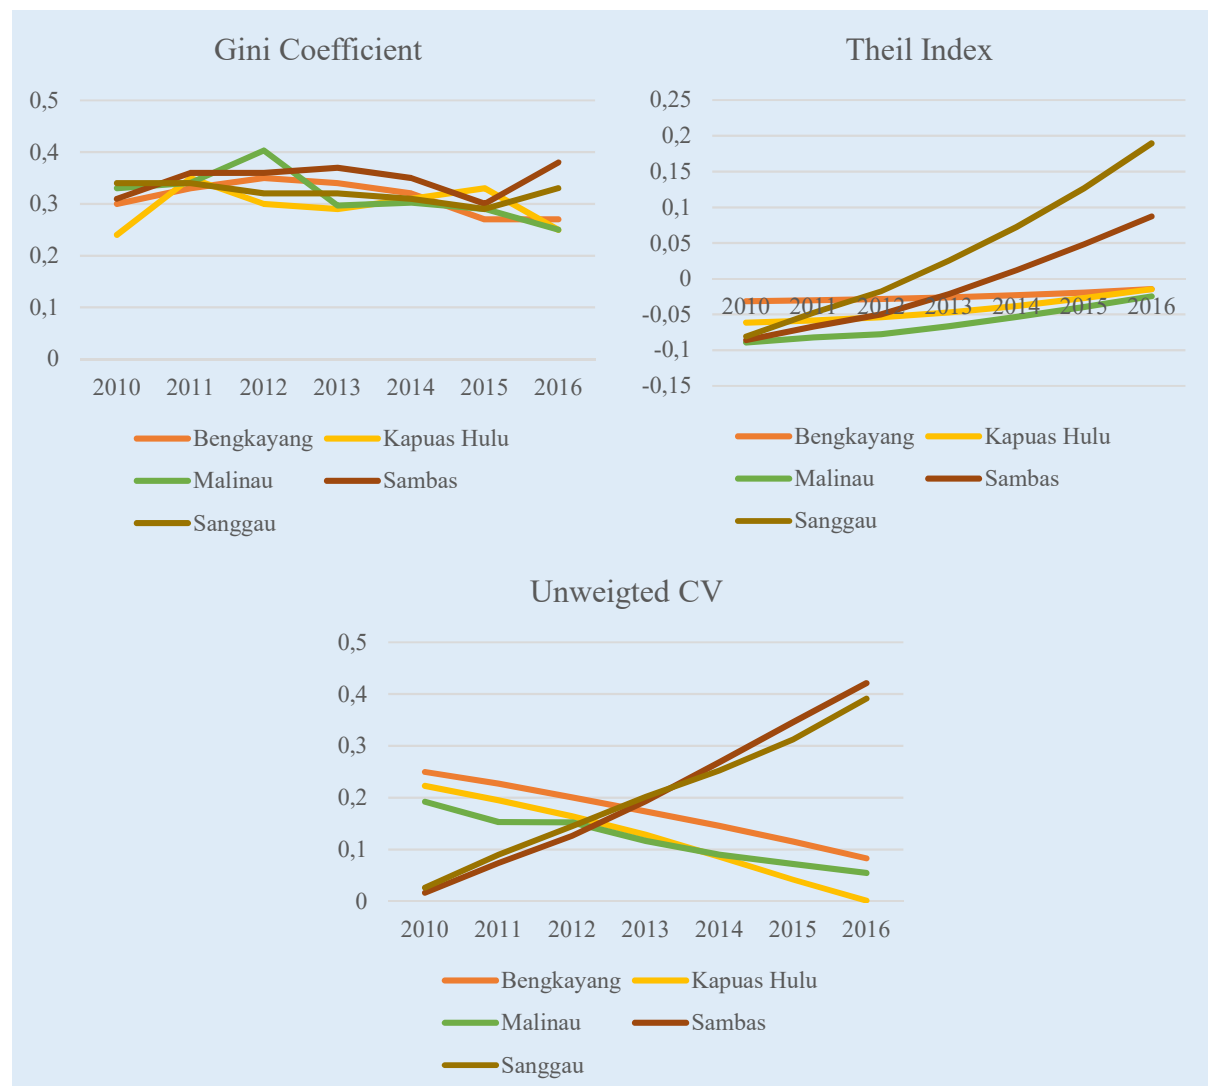 Gini Coefficient
0,5
0,4
0,3
0,2
0,1
0
2010 2011 2012 2013 2014 2015 2016
Bengkayang Kapuas Hulu
Malinau Sambas
Sanggau
Theil Index
0,25
0,2
0,15
0,1
0,05
0
-0,05
-0,1
-0,15
2010 2011 2012 2013 2014 2015 2016
Bengkayang Kapuas Hulu
Malinau Sambas
Sanggau
Unweigted CV
0,5
0,4
0,3
0,2
0,1
0
2010 2011 2012 2013 2014 2015 2016
Bengkayang Kapuas Hulu
Malinau Sambas
Sanggau